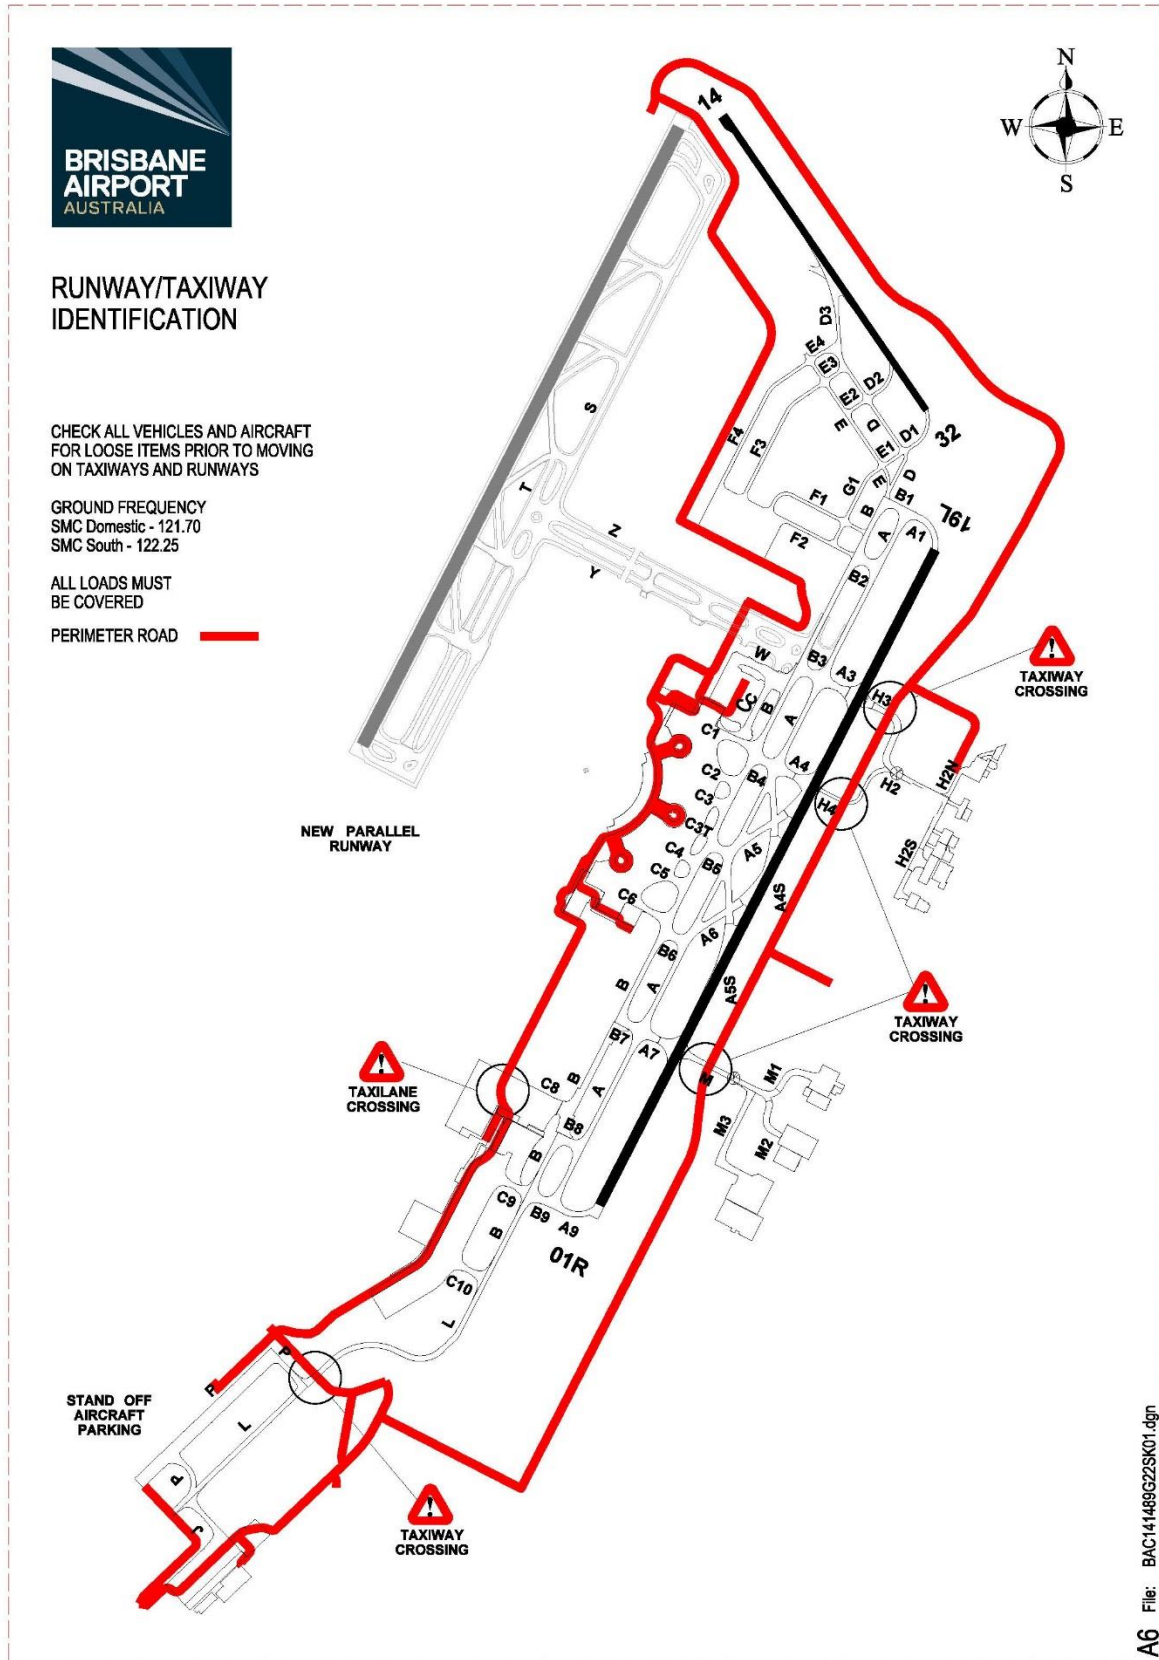 BRISBANE
AIRPORT
AUSTRALIA
N
W E
S
RUNWAY/TAXIWAY
IDENTIFICATION
CHECK ALL VEHICLES AND AIRCRAFT
FOR LOOSE ITEMS PRIOR TO MOVING
ON TAXIWAYS AND RUNWAYS
GROUND FREQUENCY
SMC Domestic - 121.70
SMC South - 122.25
ALL LOADS MUST
BE COVERED
PERIMETER ROAD
14
D3
E4
E3
E2
D2
S
E
D
F4
F3
E1
D1
32
T
G1
E
D
F1
B1
19L
B
A
A1
Z
F2
Y
B2
!
TAXIWAY
CROSSING
W
B3
A3
H3
CC
B
A
C1
A4
C2
B4
H2
H2N
C3
H4
C3T
NEW PARALLEL
RUNWAY
C4
A5
H2S
C5
B5
C6
A4S
A6
B6
B
A
A5S
!
TAXIWAY
CROSSING
B7
A7
!
TAXILANE
CROSSING
C8
B
A
M
M1
B8
M3
M2
B
C9
B9
A9
B
01R
C10
L
P
P
STAND OFF
AIRCRAFT
PARKING
L
P
J
!
TAXIWAY
CROSSING
A6 File: BAC141489G22SK01.dgn